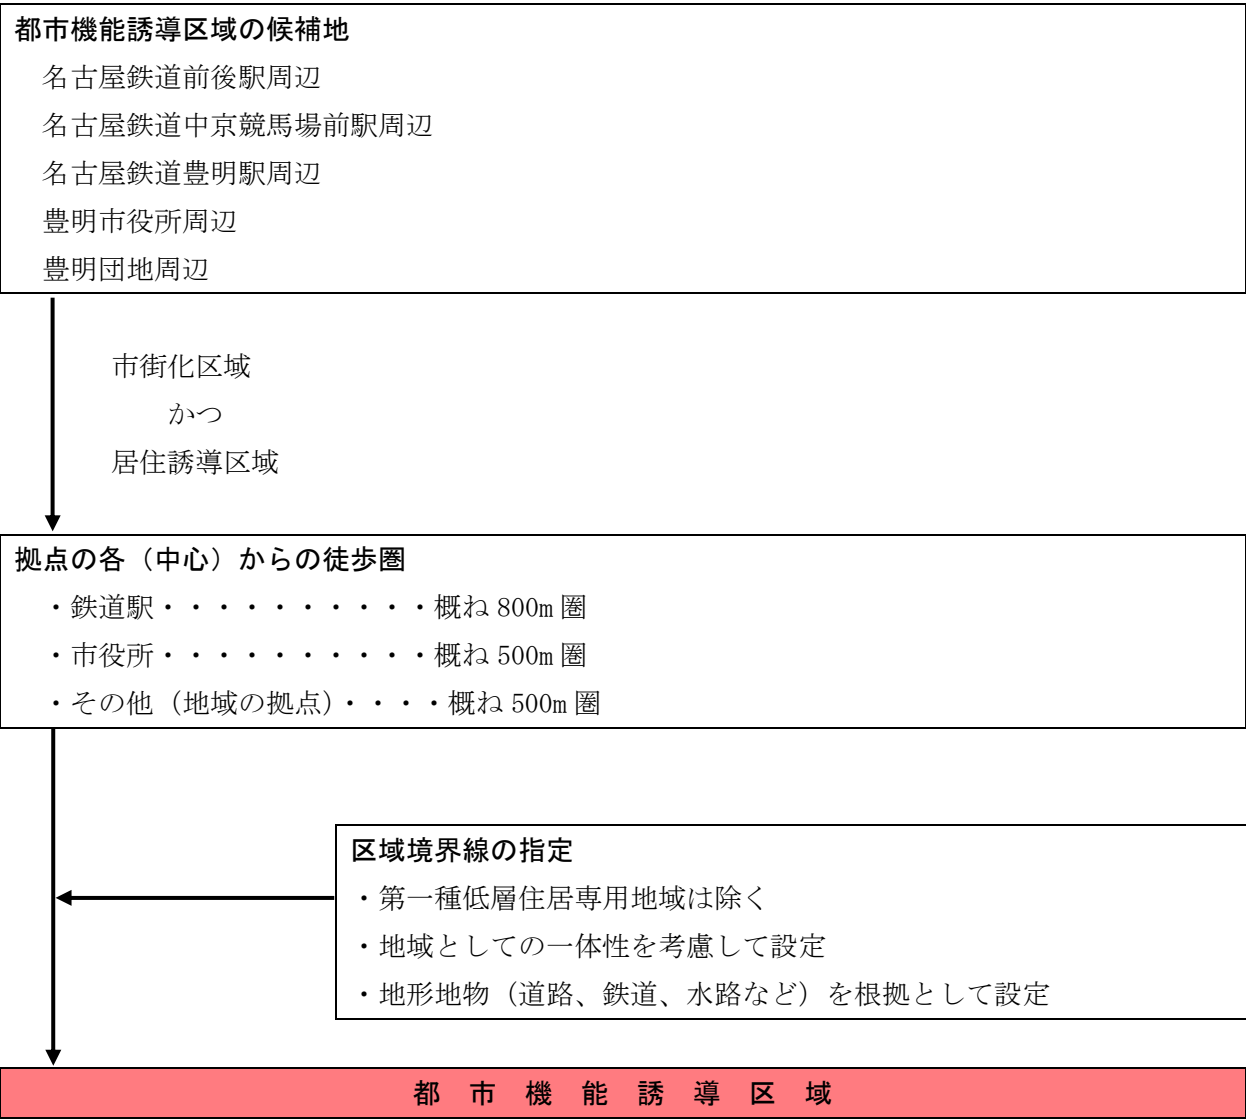 都市機能誘導区域の候補地
名古屋鉄道前後駅周辺
名古屋鉄道中京競馬場前駅周辺
名古屋鉄道豊明駅周辺
豊明市役所周辺
豊明団地周辺
市街化区域
かつ
居住誘導区域
拠点の各（中心）からの徒歩圏
・鉄道駅・・・・・・・・・・概ね 800m 圏
・市役所・・・・・・・・・・概ね 500m 圏
・その他（地域の拠点）・・・・概ね 500m 圏
区域境界線の指定
・第一種低層住居専用地域は除く
・地域としての一体性を考慮して設定
・地形地物（道路、鉄道、水路など）を根拠として設定
都 市 機 能 誘 導 区 域